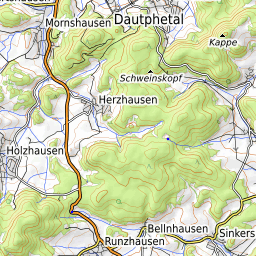 Dautphetal
Mornshausen
Kappe
Schweinskopf
Herzhausen
Holzhausen
Bellnhausen
Sinkers
Runzhausen